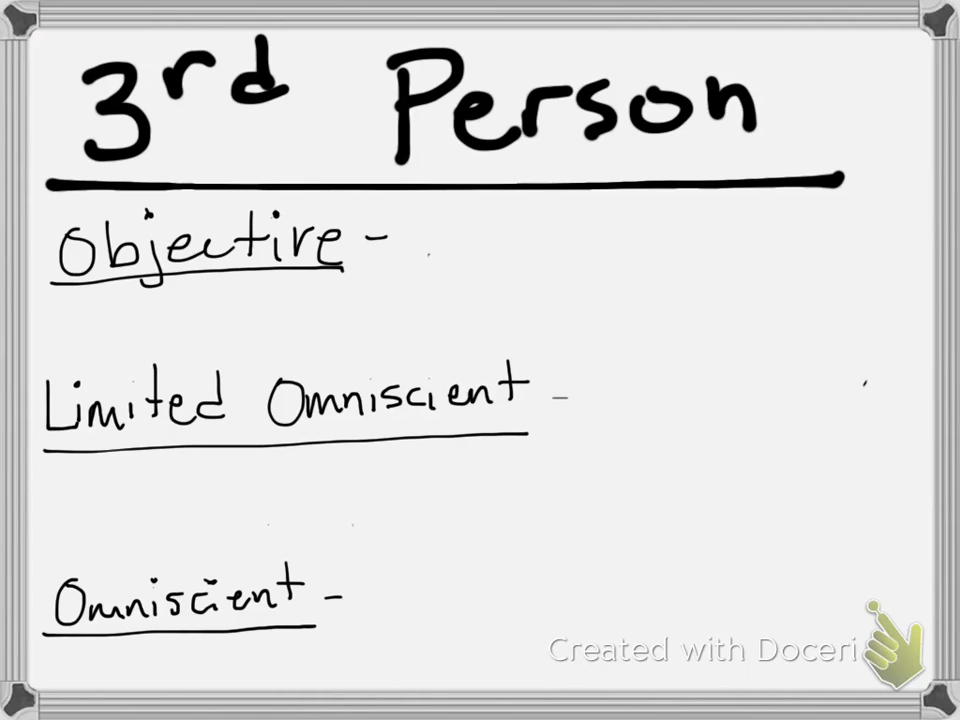 3rd Person
Objective -
Limited Omniscient -
Omniscient -
Created with Doceri